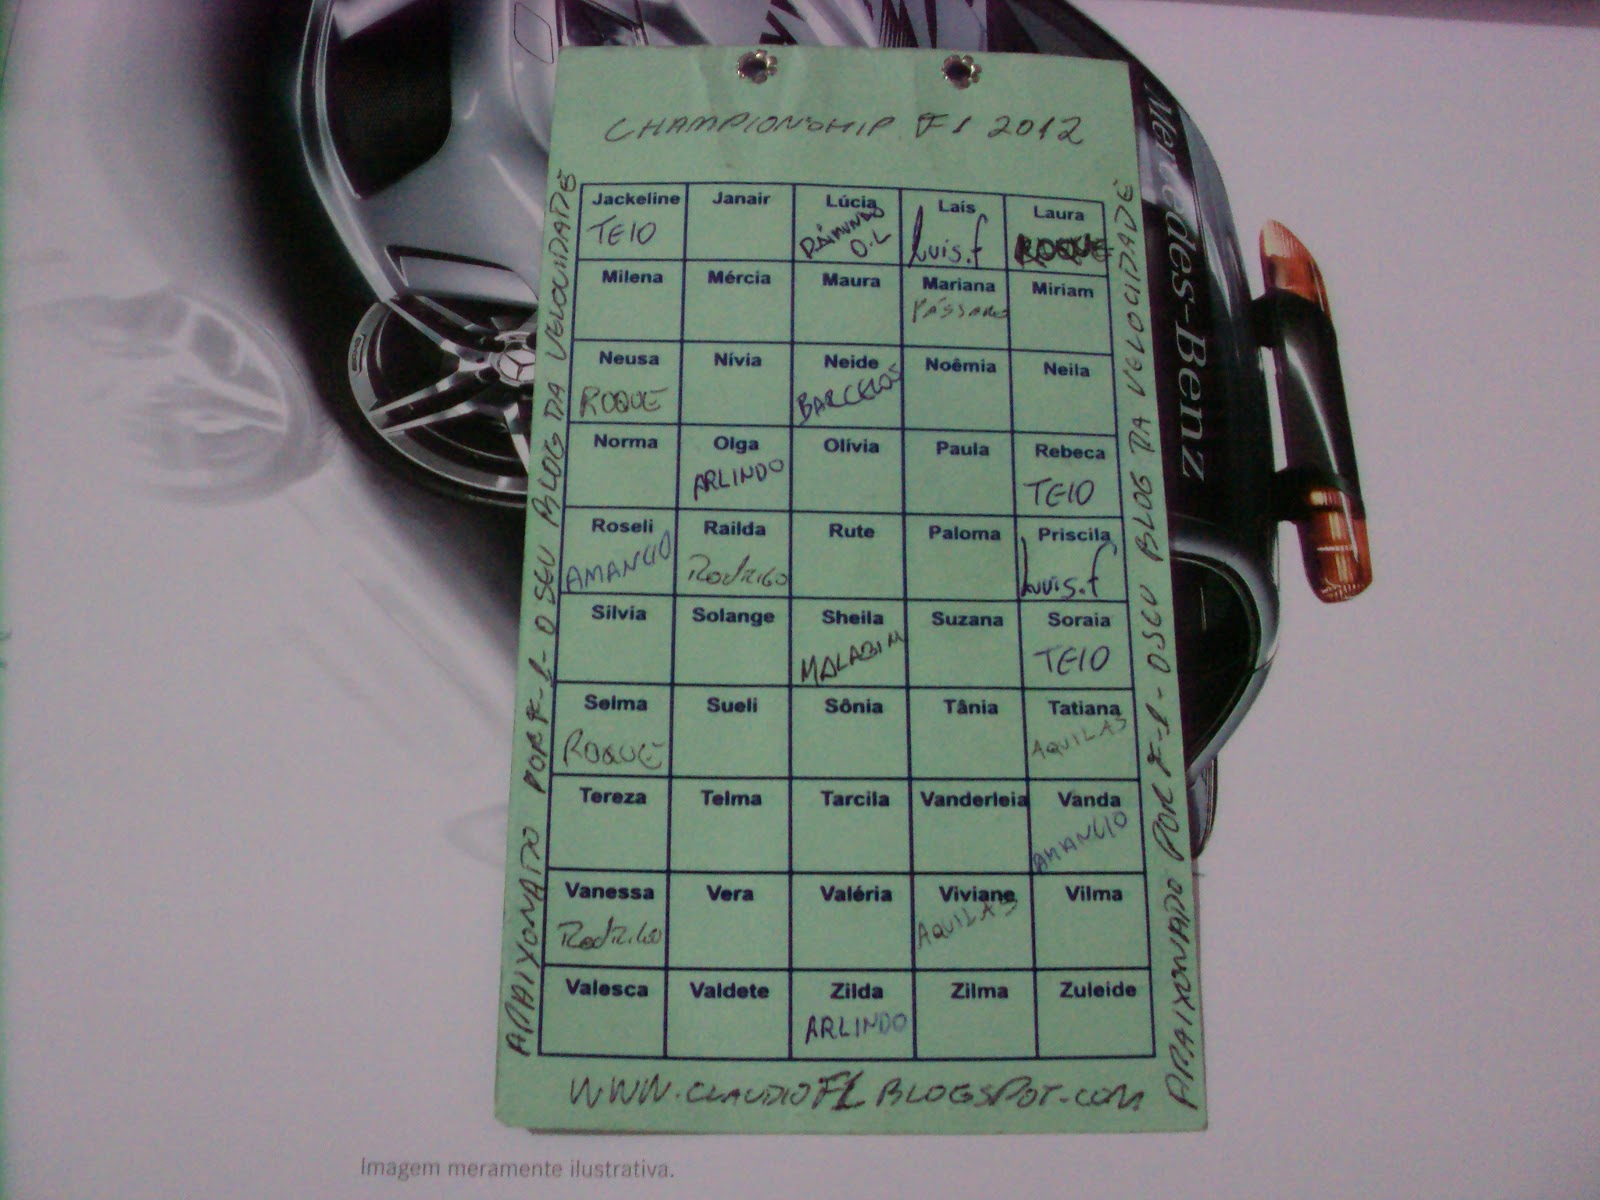 CHAMPIONSHIP F1 2012
Jackeline Janair Lúcia Laís Laura
TEIO RAIMUNDO O.L Luis.f ROQUE
Milena Mércia Maura Mariana Miriam
PÁSSARO
Neusa Nívia Neide Noêmia Neila
ROQUE BARCELOS
Norma Olga Olívia Paula Rebeca
ARLINDO TEIO
Roseli Railda Rute Paloma Priscila
AMANCIO RodRIGO Luis.f
Silvia Solange Sheila Suzana Soraia
MALABIM TEIO
Selma Sueli Sônia Tânia Tatiana
ROQUE AQUILAS
Tereza Telma Tarcila Vanderleia Vanda
AMANCIO
Vanessa Vera Valéria Viviane Vilma
RodRIGO AQUILAS
Valesca Valdete Zilda Zilma Zuleide
ARLINDO
WWW.CLAUDIOF1BLOGSPOT.COM
APAIXONADO POR F-1 - O SEU BLOG DA VELOCIDADE
APAIXONADO POR F-1 - O SEU BLOG DA VELOCIDADE
Mercedes-Benz
Imagem meramente ilustrativa.